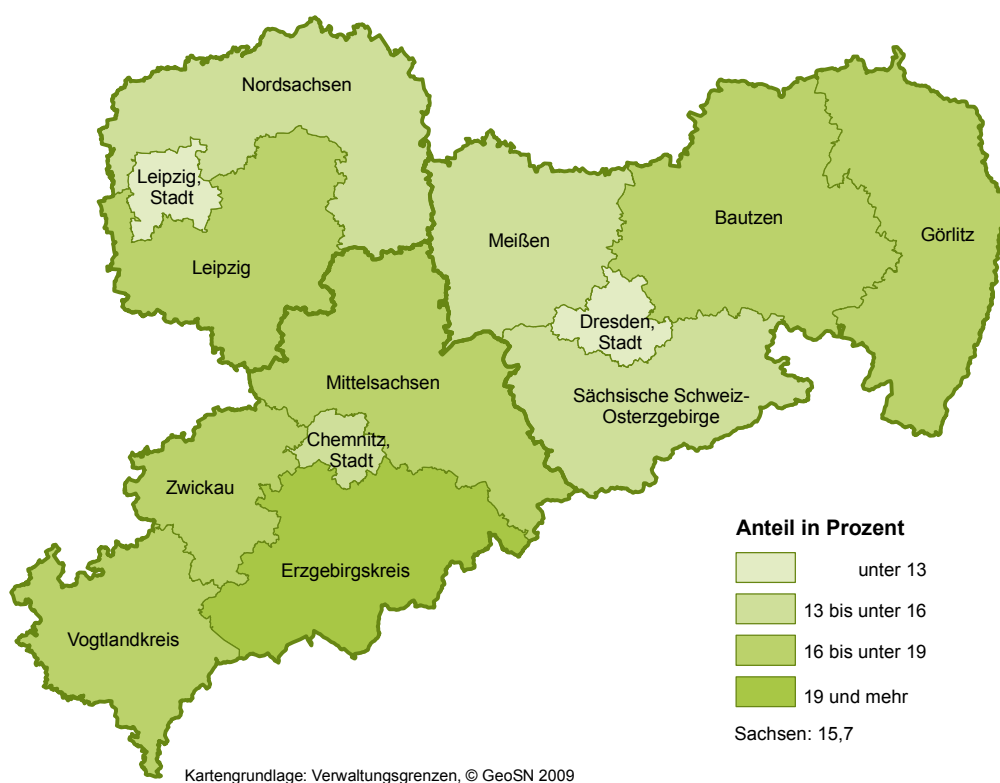 Nordsachsen
Leipzig,
Stadt
Leipzig
Meißen
Bautzen
Görlitz
Dresden,
Stadt
Mittelsachsen
Sächsische Schweiz-
Osterzgebirge
Chemnitz,
Stadt
Zwickau
Erzgebirgskreis
Vogtlandkreis
Anteil in Prozent
unter 13
13 bis unter 16
16 bis unter 19
19 und mehr
Sachsen: 15,7
Kartengrundlage: Verwaltungsgrenzen, © GeoSN 2009